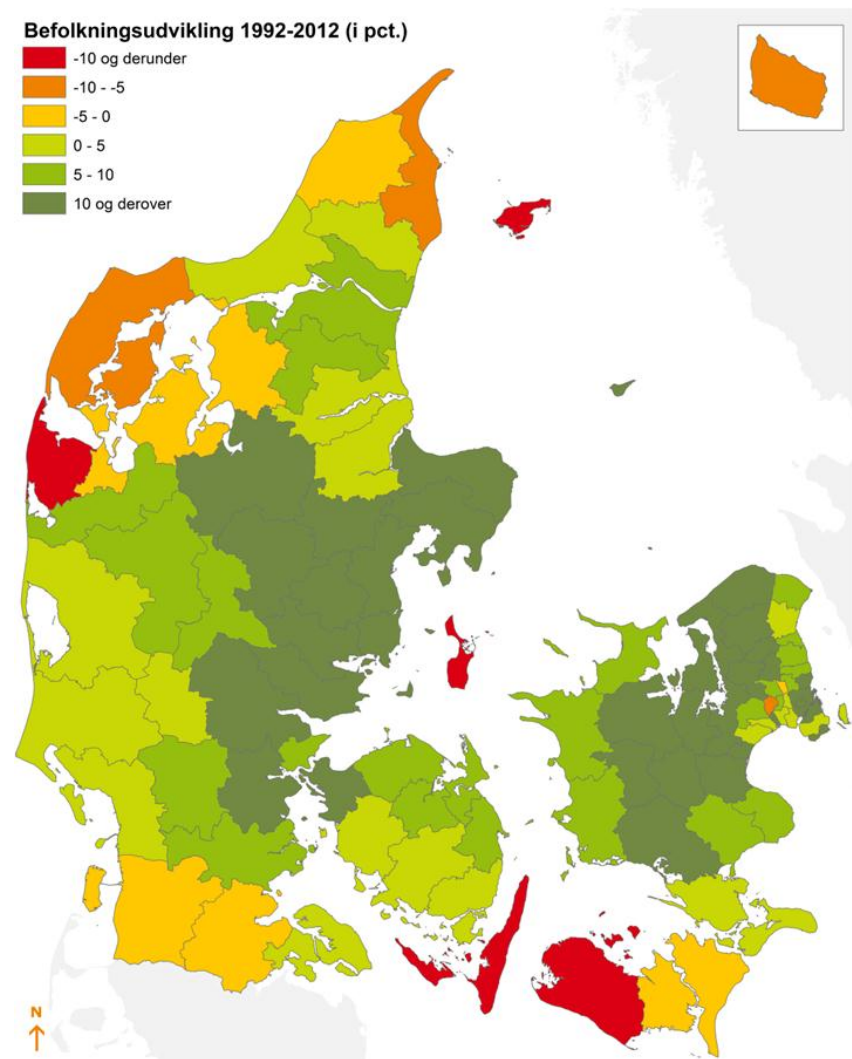 Befolkningsudvikling 1992-2012 (i pct.)
-10 og derunder
-10 - -5
-5 - 0
0 - 5
5 - 10
10 og derover
N